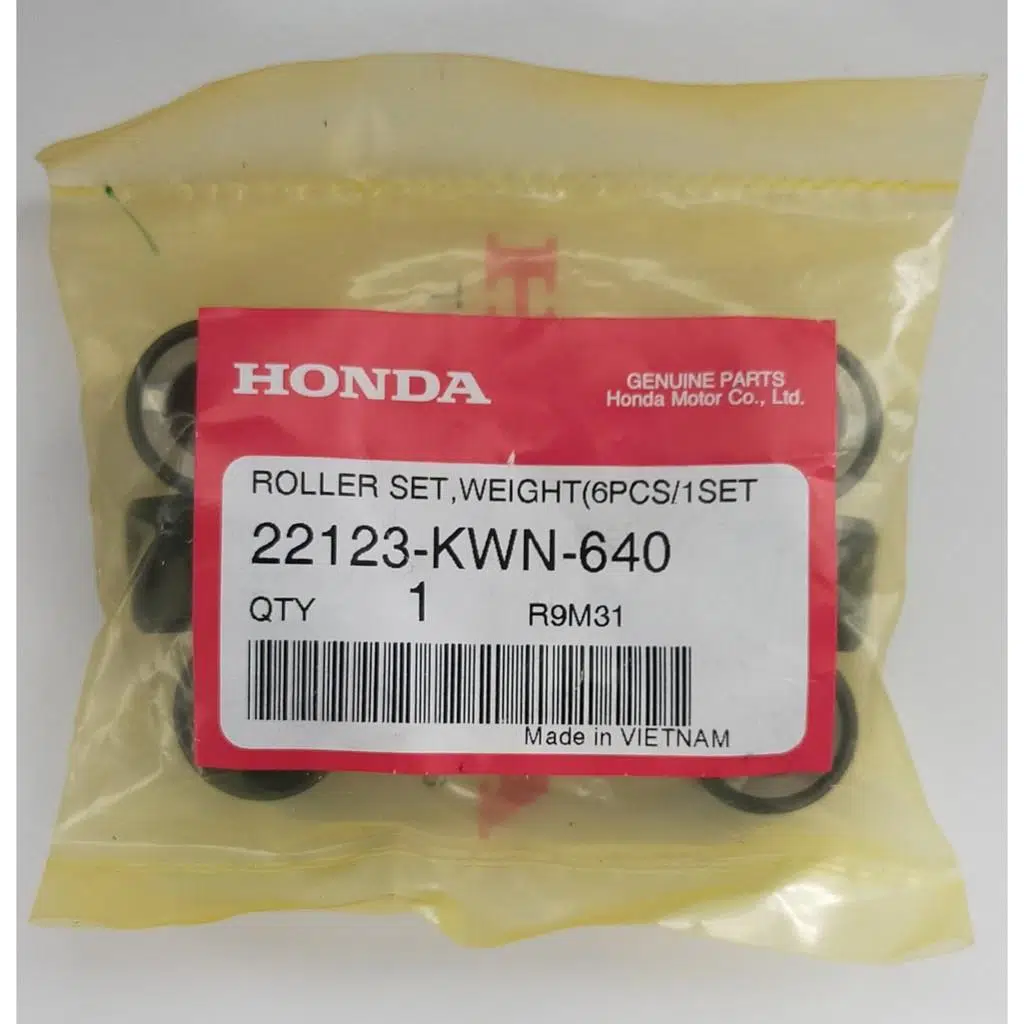 HONDA
GENUINE PARTS
Honda Motor Co., Ltd.
ROLLER SET,WEIGHT(6PCS/1SET
22123-KWN-640
QTY 1 R9M31
Made in VIETNAM